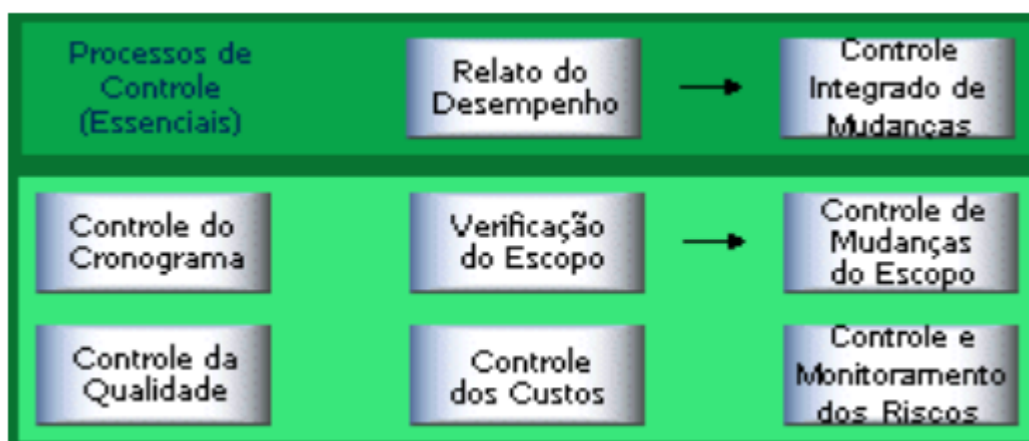 Processos de
Controle
(Essenciais)
Relato do
Desempenho
Controle
Integrado de
Mudanças
Controle do
Cronograma
Verificação
do Escopo
Controle de
Mudanças
do Escopo
Controle da
Qualidade
Controle
dos Custos
Controle e
Monitoramento
dos Riscos